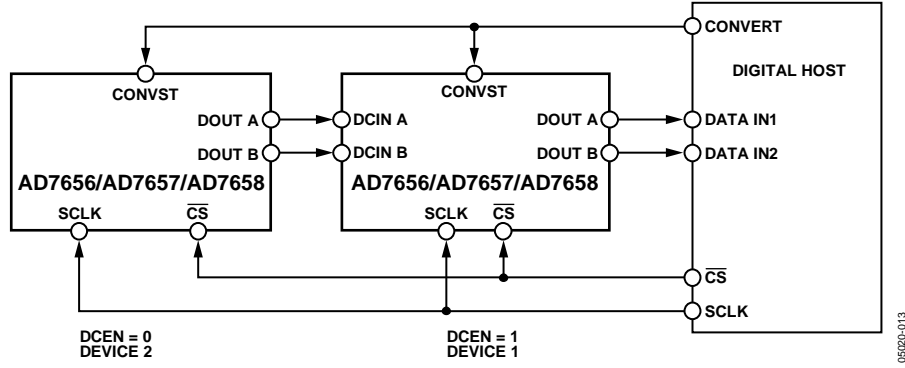 CONVERT
DIGITAL HOST
CONVST
CONVST
DOUT A
DCIN A
DOUT A
DATA IN1
DOUT B
DCIN B
DOUT B
DATA IN2
AD7656/AD7657/AD7658
AD7656/AD7657/AD7658
SCLK
CS
SCLK
CS
CS
SCLK
DCEN = 0
DEVICE 2
DCEN = 1
DEVICE 1
05020-013